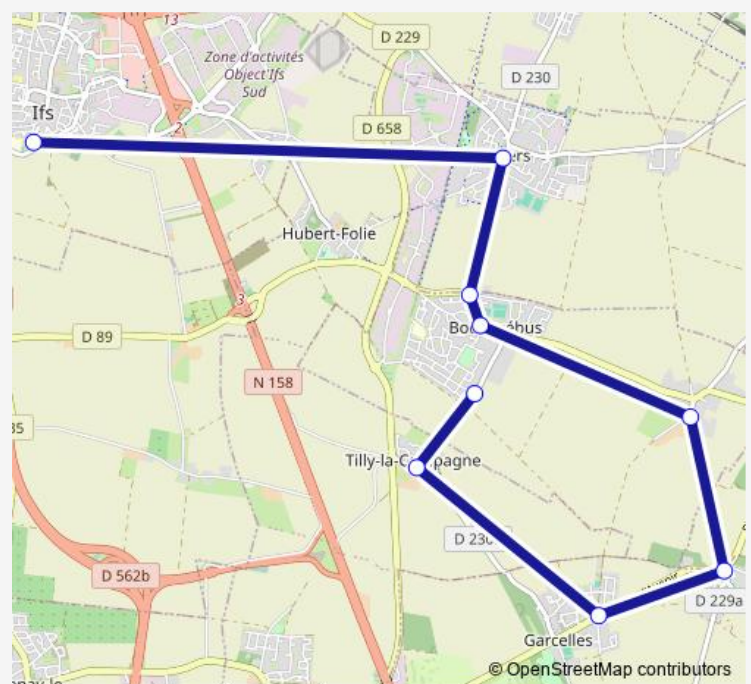 13
D 229
Zone d'activités
Object'Ifs
Sud
D 230
Ifs
2
D 658
ers
Hubert-Folie
3
D 89
N 158
Tilly-la-C
pagne
D 562b
D 229a
Garcelles
© OpenStreetMap contributors